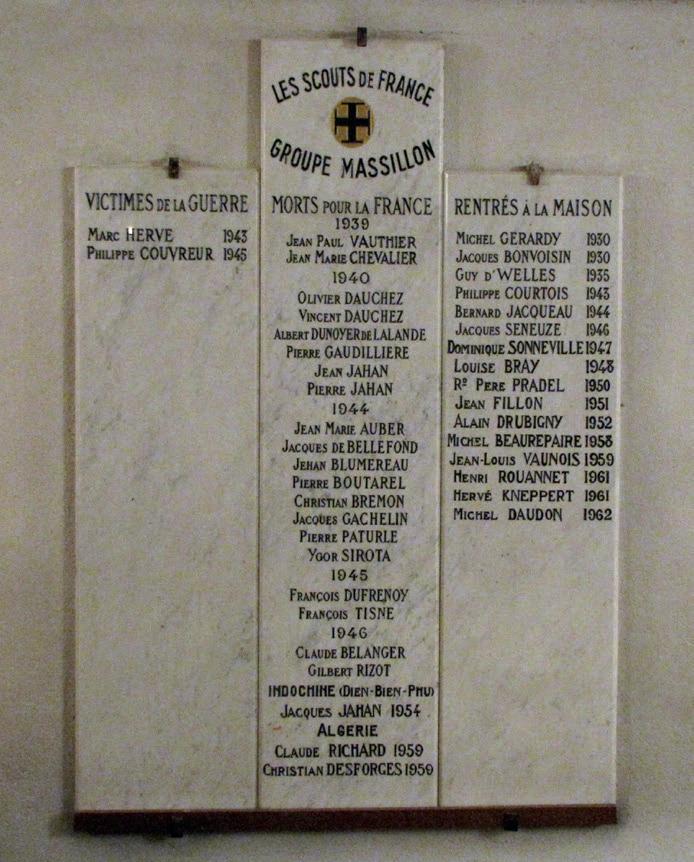 LES SCOUTS DE FRANCE
GROUPE MASSILLON
VICTIMES DE LA GUERRE
MARC HERVE 1943
PHILIPPE COUVREUR 1945
MORTS POUR LA FRANCE
1939
JEAN PAUL VAUTHIER
JEAN MARIE CHEVALIER
1940
OLIVIER DAUCHEZ
VINCENT DAUCHEZ
ALBERT DUNOYER DE LALANDE
PIERRE GAUDILLIERE
JEAN JAHAN
PIERRE JAHAN
1944
JEAN MARIE AUBER
JACQUES DE BELLEFOND
JEHAN BLUMEREAU
PIERRE BOUTAREL
CHRISTIAN BREMON
JACQUES GACHELIN
PIERRE PATURLE
YGOR SIROTA
1945
FRANÇOIS DUFRENOY
FRANÇOIS TISNE
1946
CLAUDE BELANGER
GILBERT RIZOT
INDOCHINE (DIEN-BIEN-PHU)
JACQUES JAHAN 1954
ALGERIE
CLAUDE RICHARD 1959
CHRISTIAN DESFORGES 1959
RENTRÉS À LA MAISON
MICHEL GERARDY 1930
JACQUES BONVOISIN 1930
GUY D'WELLES 1935
PHILIPPE COURTOIS 1943
BERNARD JACQUEAU 1944
JACQUES SENEUZE 1946
DOMINIQUE SONNEVILLE 1947
LOUISE BRAY 1948
Rᴰ PERE PRADEL 1950
JEAN FILLON 1951
ALAIN DRUBIGNY 1952
MICHEL BEAUREPAIRE 1958
JEAN-LOUIS VAUNOIS 1959
HENRI ROUANNET 1961
HERVÉ KNEPPERT 1961
MICHEL DAUDON 1962